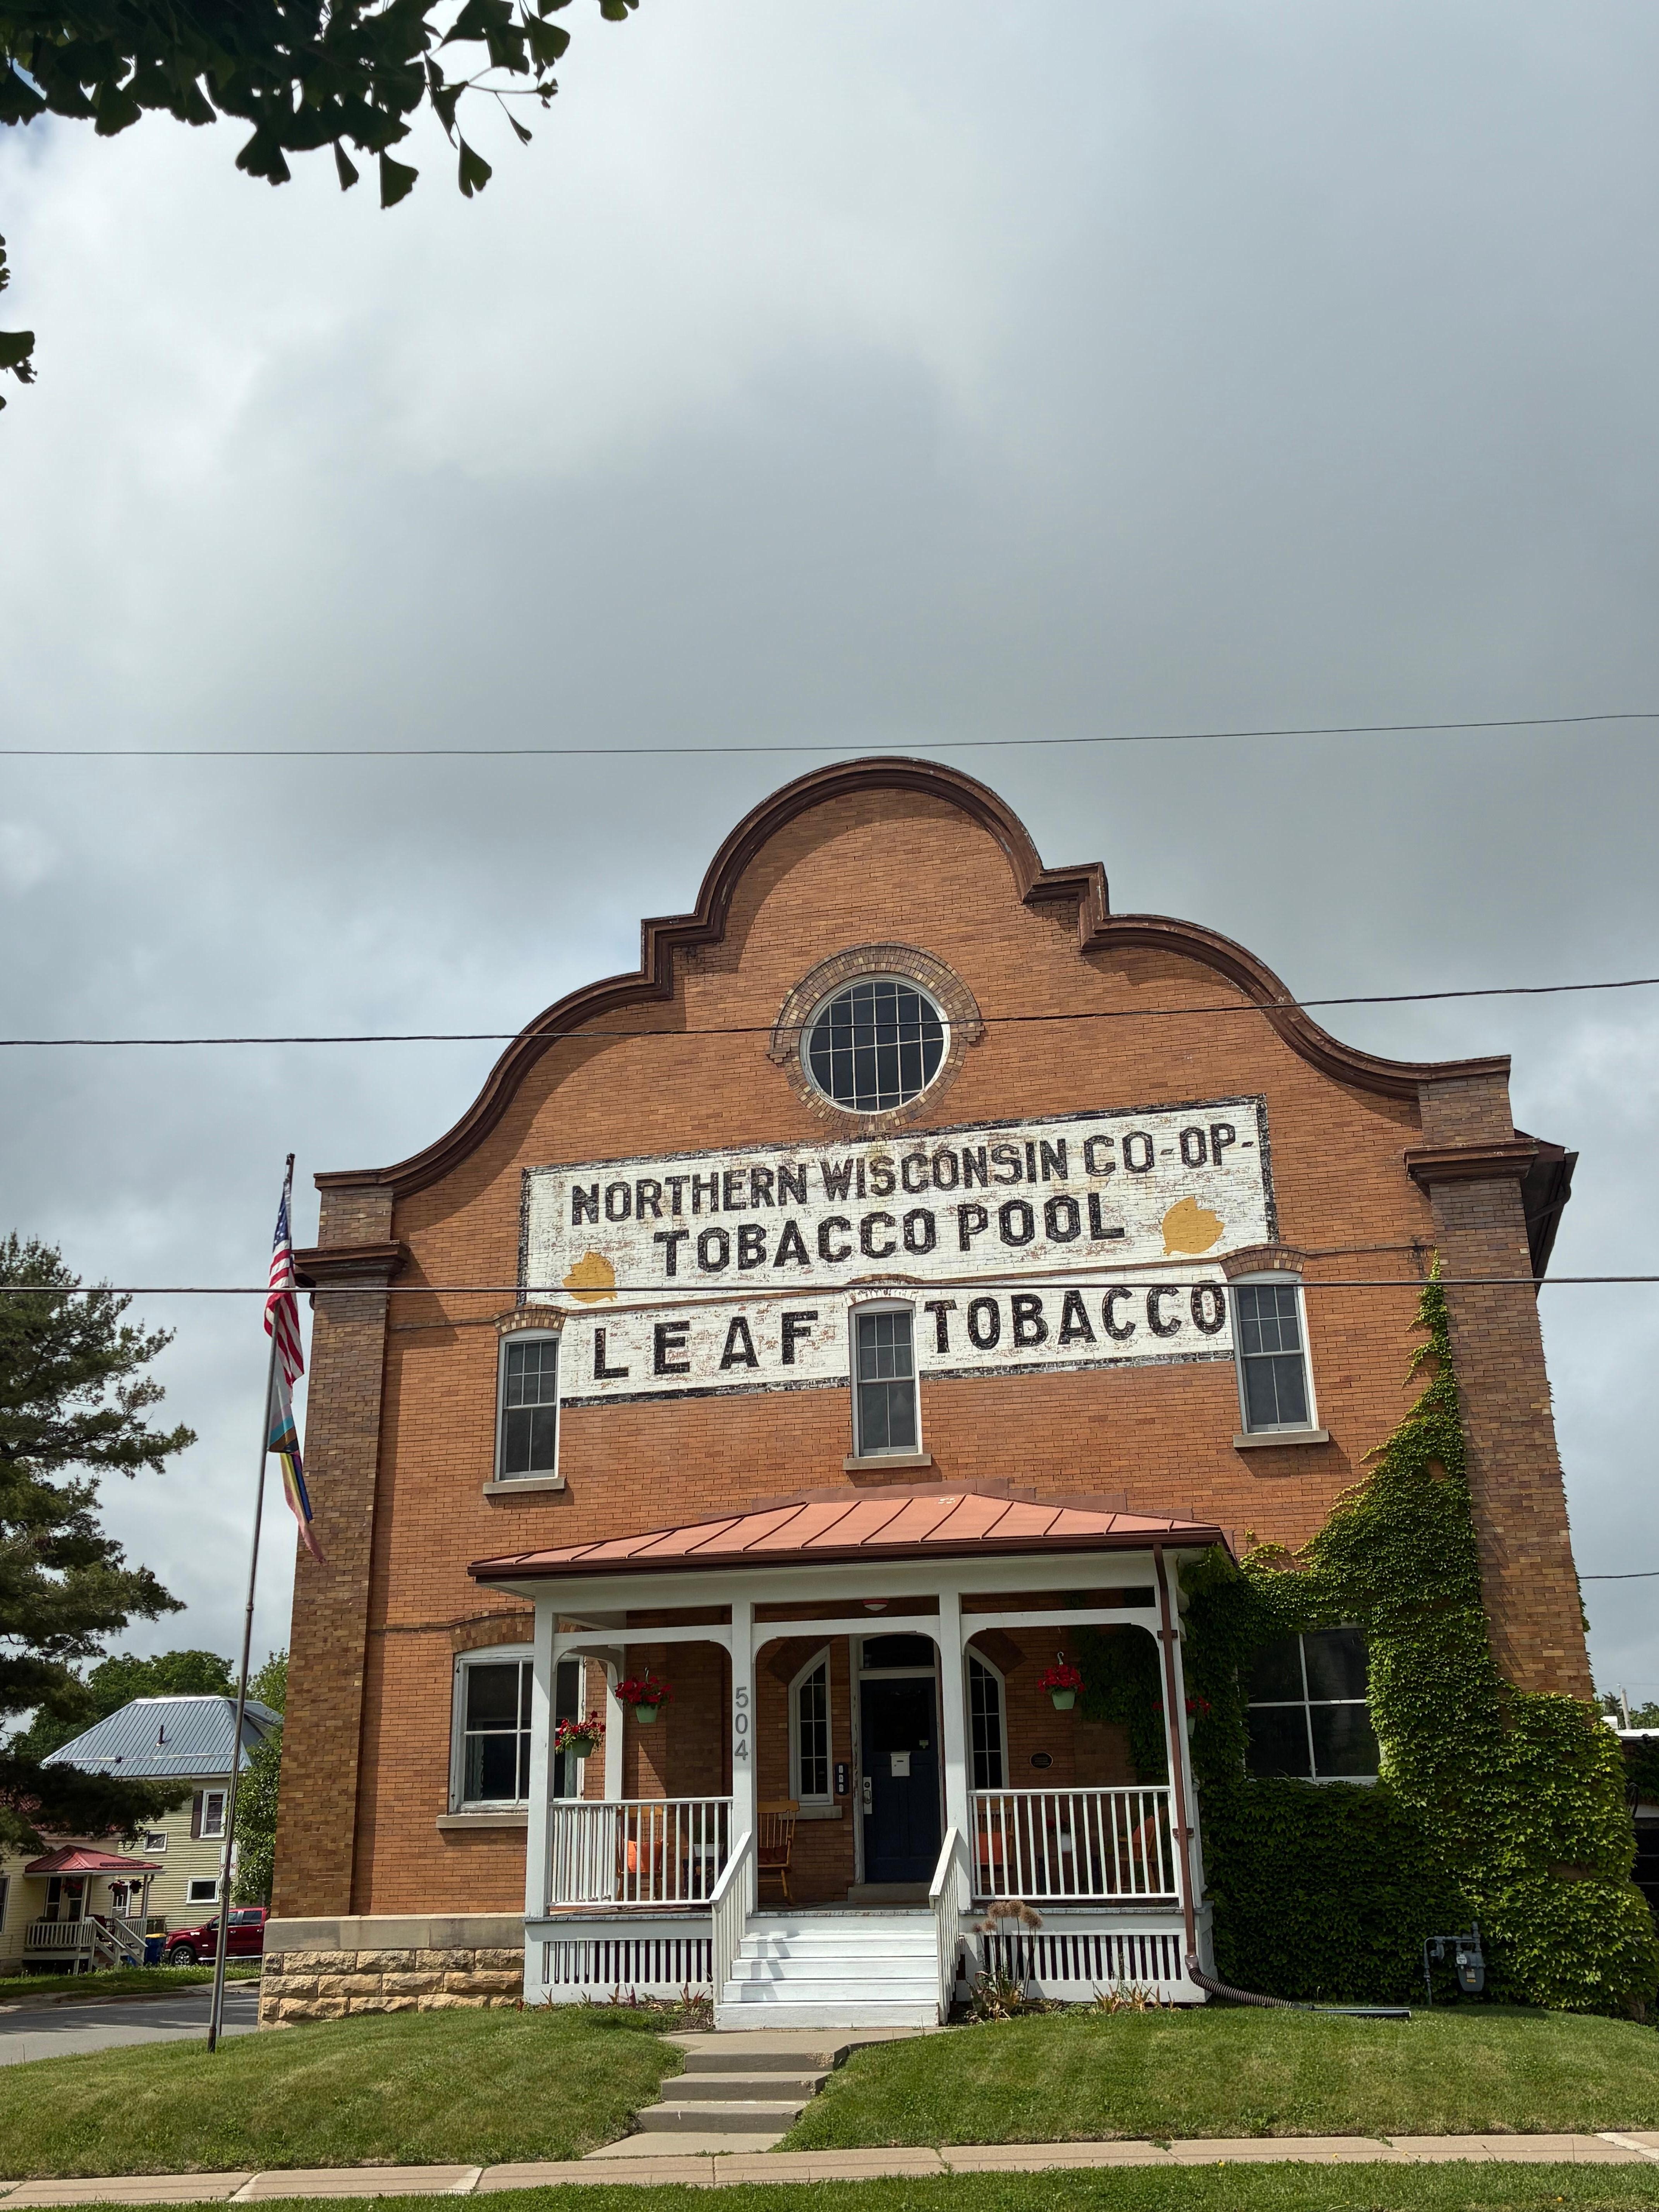 NORTHERN WISCONSIN CO-OP-
TOBACCO POOL
LEAF TOBACCO
504